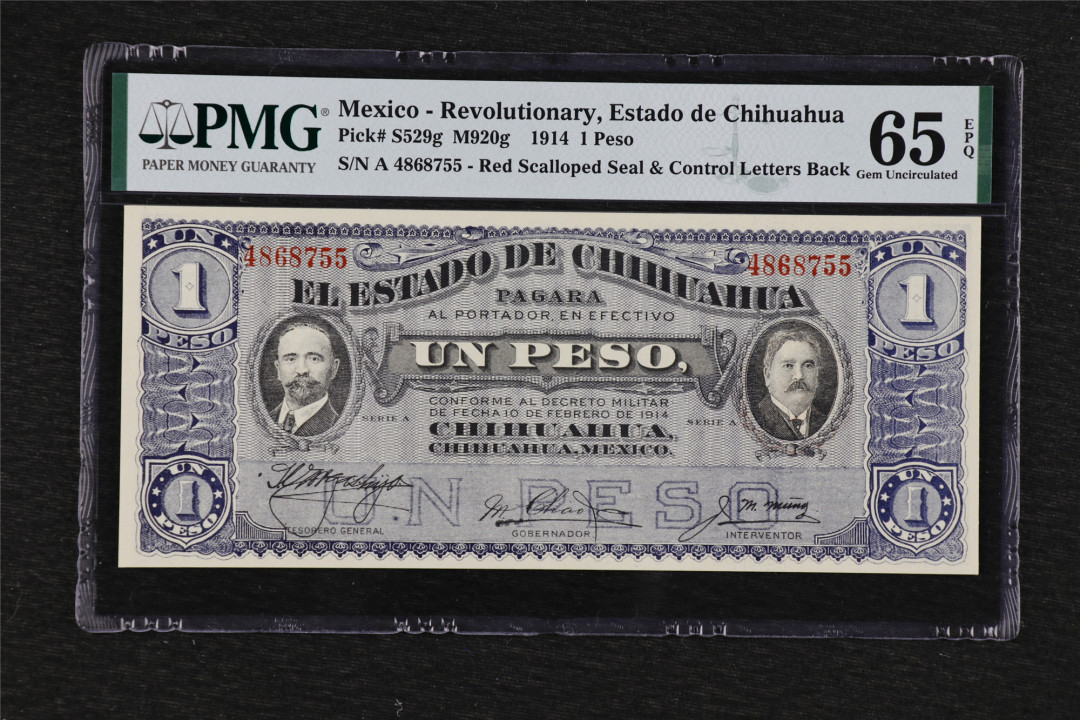 PMG®
PAPER MONEY GUARANTY
Mexico - Revolutionary, Estado de Chihuahua
Pick# S529g M920g 1914 1 Peso
S/N A 4868755 - Red Scalloped Seal & Control Letters Back
65
EPQ
Gem Uncirculated
UN
1
PESO
4868755
4868755
UN
1
PESO
EL ESTADO DE CHIHUAHUA
PAGARA
AL PORTADOR, EN EFECTIVO
UN PESO,
CONFORME AL DECRETO MILITAR
DE FECHA 10 DE FEBRERO DE 1914
SERIE A
SERIE A
CHIHUAHUA,
CHIHUAHUA, MEXICO.
UN
1
PESO
UN PESO
UN
1
PESO
M Chao
J. M. Muñoz
TESORERO GENERAL
GOBERNADOR
INTERVENTOR